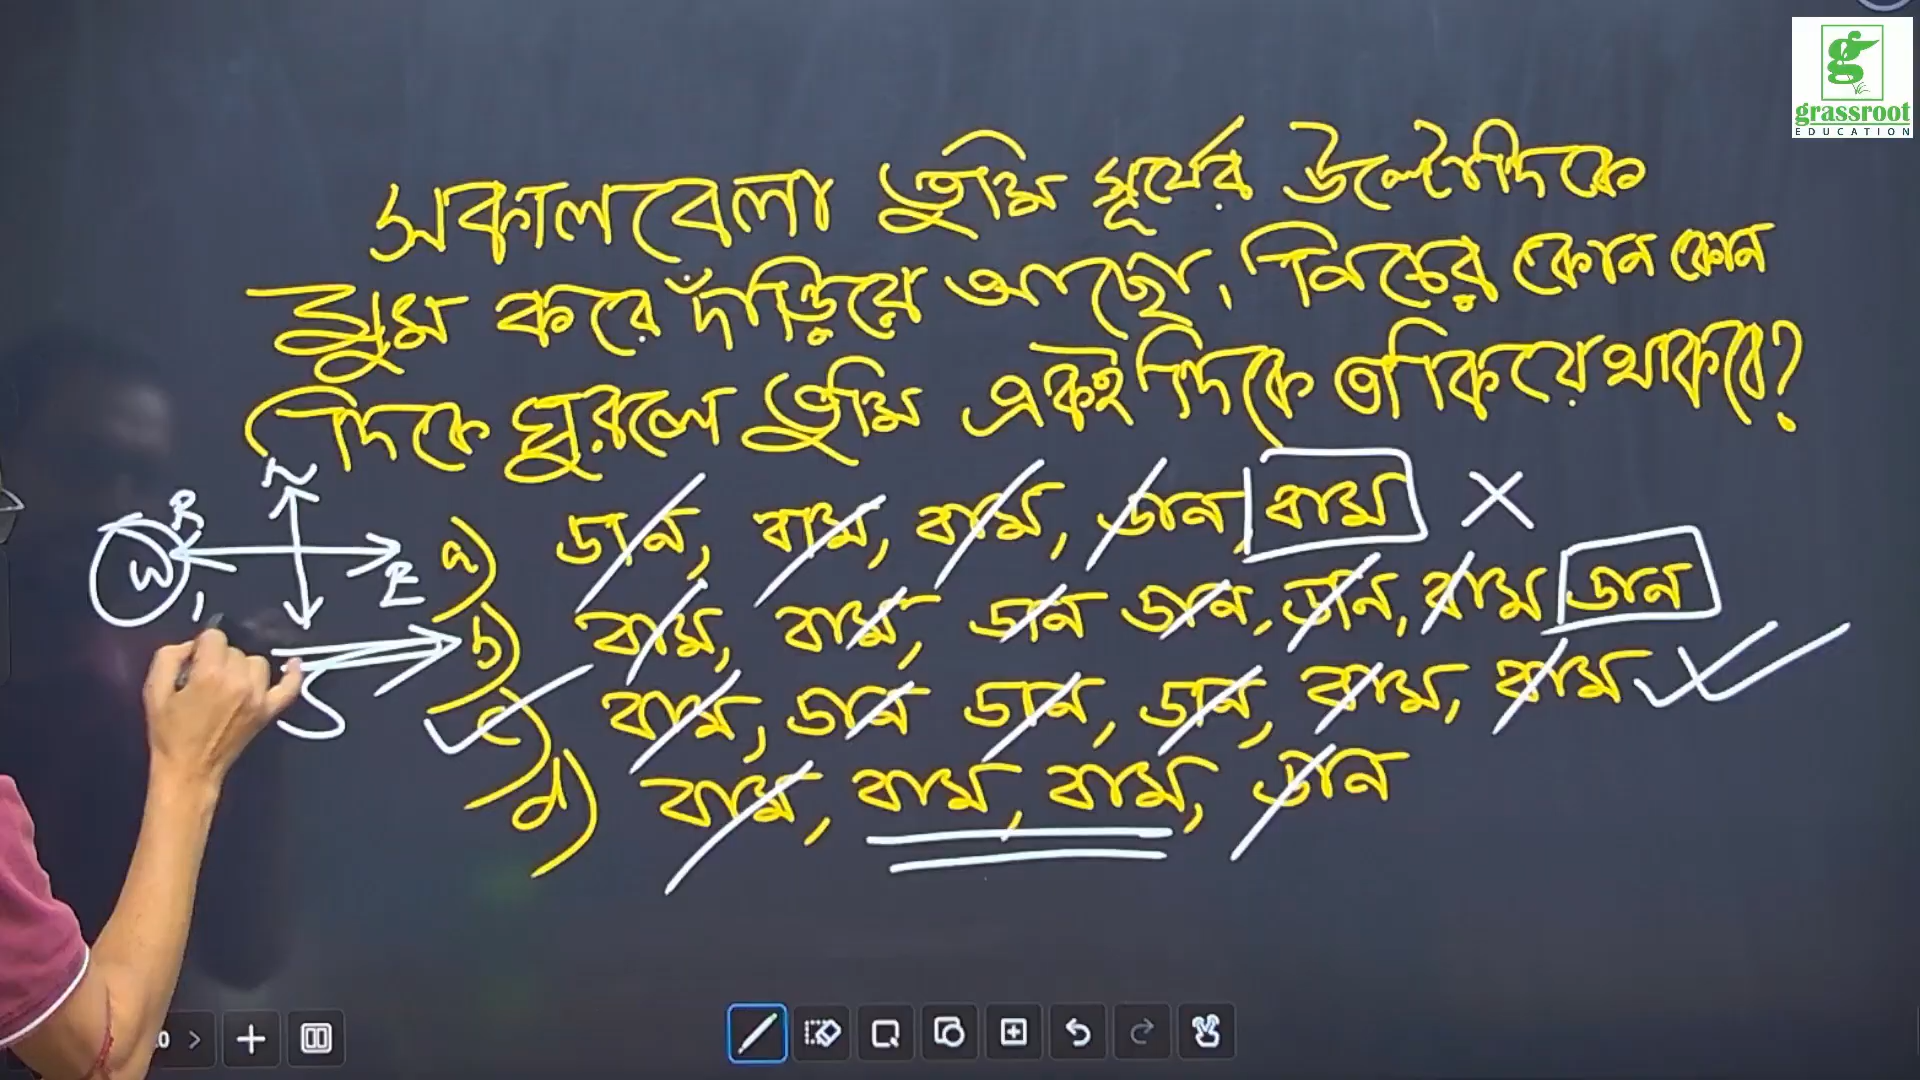 grassroot
EDUCATION
সকালবেলা তুমি সূর্যের উল্টোদিকে
মুখ করে দাঁড়িয়ে আছো, নিচের কোন কোন
দিকে ঘুরলে তুমি একই দিকে তাকিয়ে থাকবে?
N
R
W
E
L
S
a) ডান, বাম, বাম, ডান, বাম ×
b) বাম, বাম, ডান ডান, ডান, বাম ডান
c) বাম, ডান ডান, ডান, বাম, বাম
d) বাম, বাম, বাম, ডান